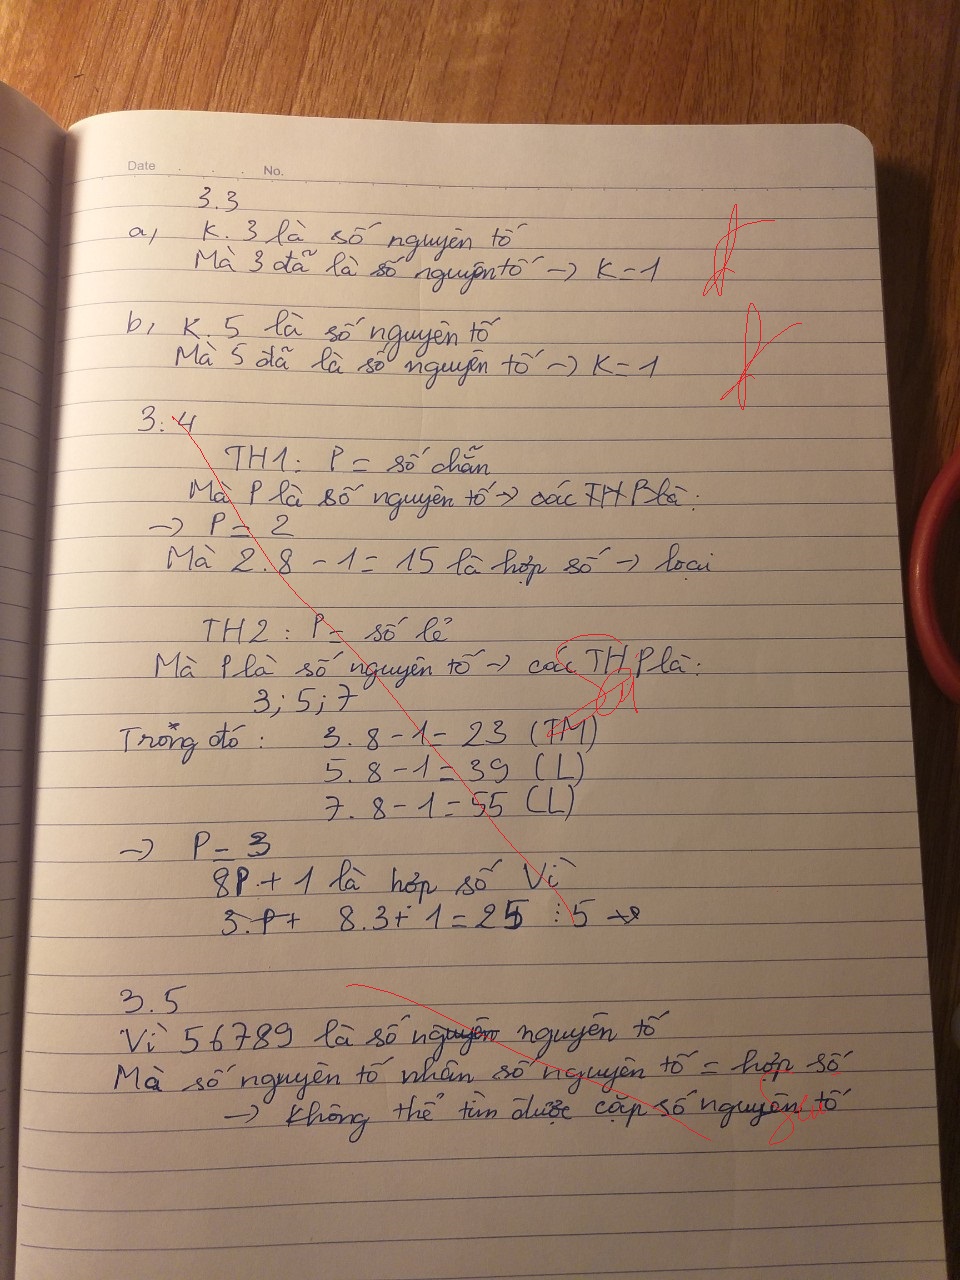 Date No.
3.3
a, K.3 là số nguyên tố
Mà 3 đã là số nguyên tố → K=1
b, K.5 là số nguyên tố
Mà 5 đã là số nguyên tố → K=1
3.4
TH1: P = số chẵn
Mà P là số nguyên tố → các TH P là:
→ P = 2
Mà 2.8 - 1 = 15 là hợp số → loại
TH2: P = số lẻ
Mà P là số nguyên tố → các TH P là:
3; 5; 7
Trong đó: 3.8 - 1 = 23 (TM)
5.8 - 1 = 39 (L)
7.8 - 1 = 55 (L)
→ P = 3
8P + 1 là hợp số Vì
3.P+ 8.3 + 1 = 25 ⋮ 5
3.5
Vì 56789 là số nguyên nguyên tố
Mà số nguyên tố nhân số nguyên tố = hợp số
→ không thể tìm được cặp số nguyên tố